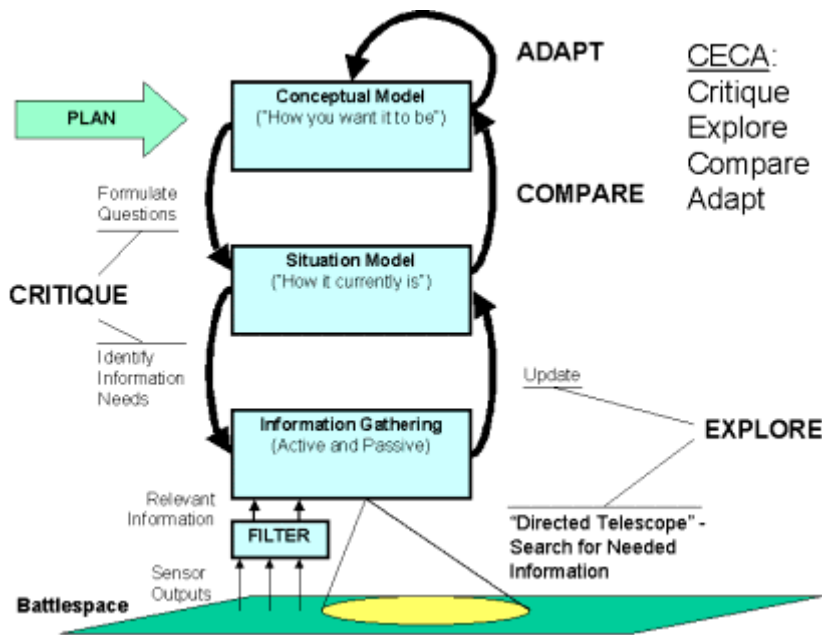 ADAPT
CECA:
Critique
Explore
Compare
Adapt
Conceptual Model
("How you want it to be")
PLAN
Formulate
Questions
COMPARE
Situation Model
("How it currently is")
CRITIQUE
Identify
Information
Needs
Update
Information Gathering
(Active and Passive)
EXPLORE
Relevant
Information
FILTER
"Directed Telescope" -
Search for Needed
Information
Sensor
Outputs
Battlespace